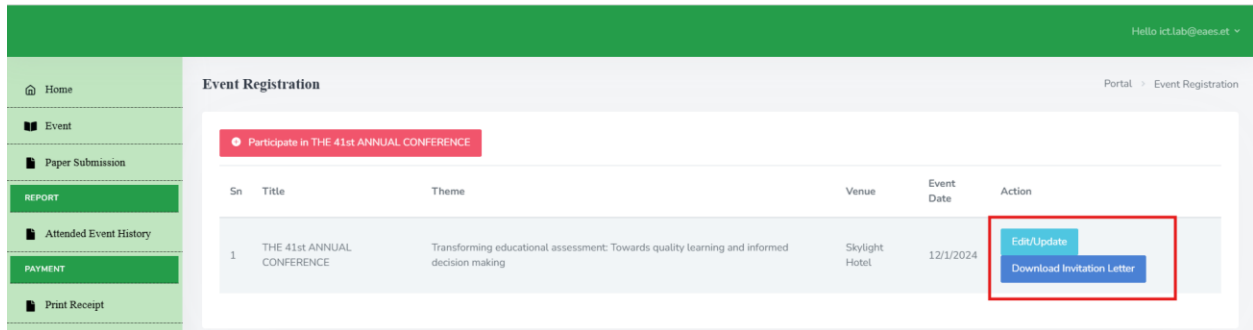 Hello ict.lab@eaes.et
Home
Event
Paper Submission
REPORT
Attended Event History
PAYMENT
Print Receipt
Event Registration
Portal > Event Registration
Participate in THE 41st ANNUAL CONFERENCE
Sn Title Theme Venue Event Date Action
1 THE 41st ANNUAL CONFERENCE Transforming educational assessment: Towards quality learning and informed decision making Skylight Hotel 12/1/2024
Edit/Update
Download Invitation Letter